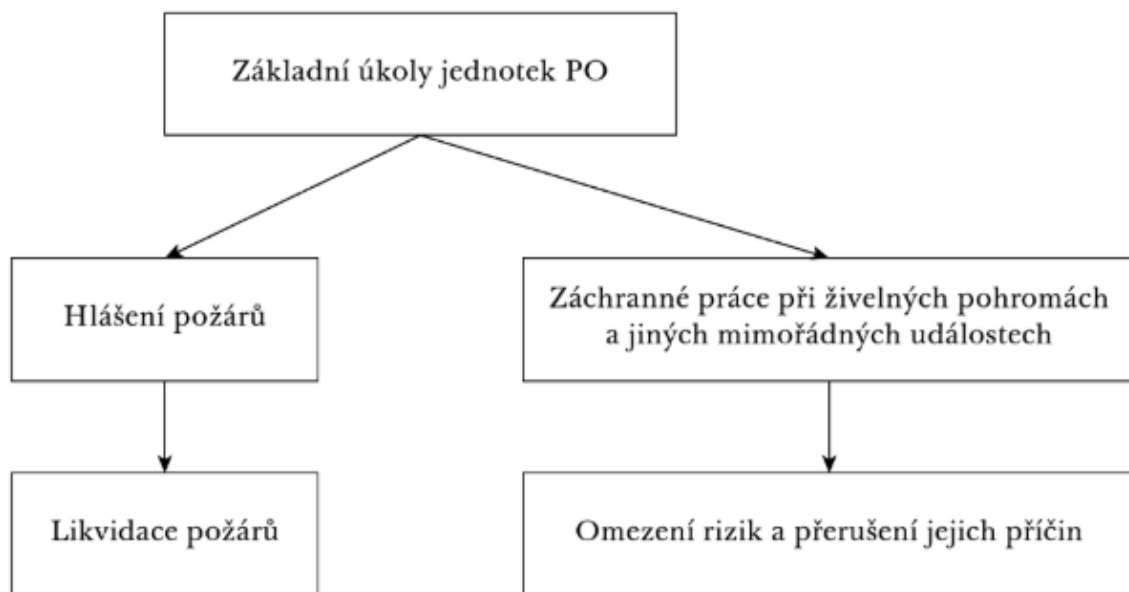 Základní úkoly jednotek PO
Hlášení požárů
Záchranné práce při živelných pohromách
a jiných mimořádných událostech
Likvidace požárů
Omezení rizik a přerušení jejich příčin